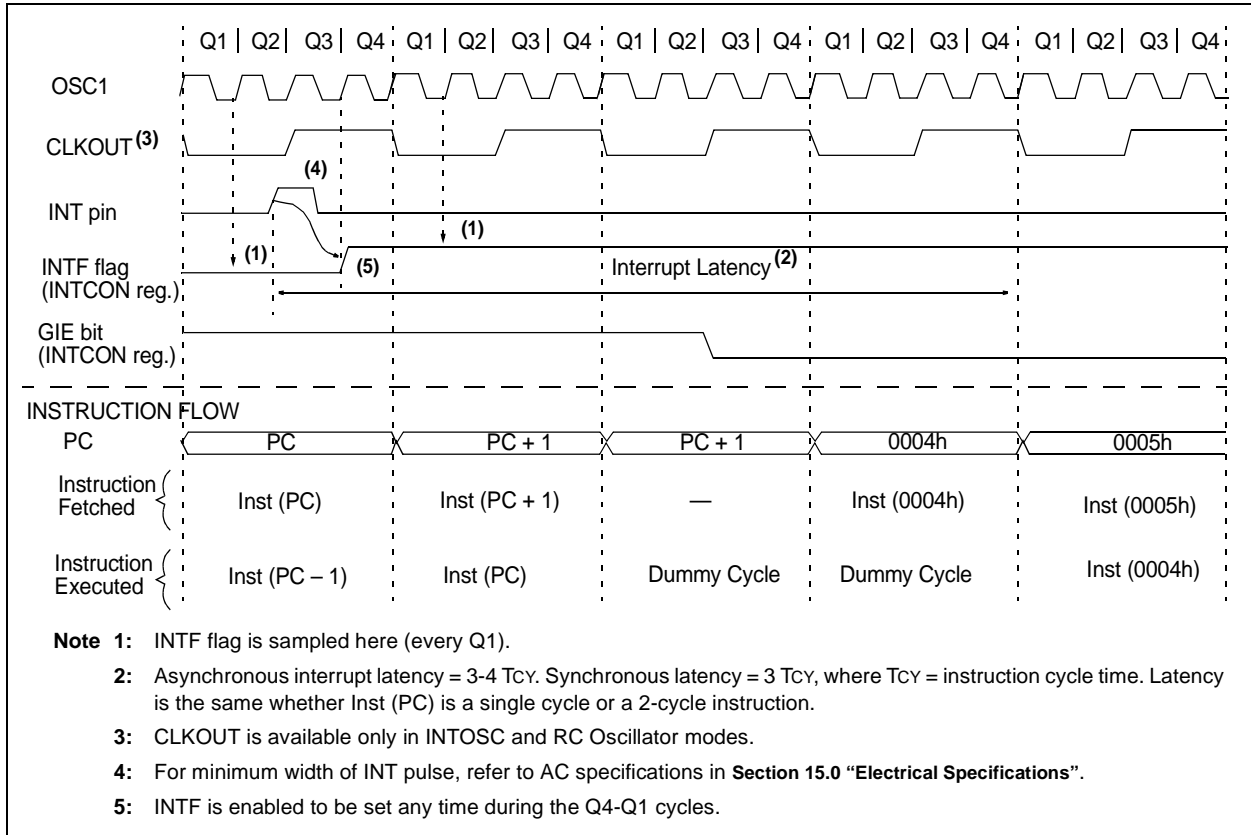 Q1 | Q2 | Q3 | Q4 Q1 | Q2 | Q3 | Q4 Q1 | Q2 | Q3 | Q4 Q1 | Q2 | Q3 | Q4 Q1 | Q2 | Q3 | Q4
OSC1
CLKOUT (3)
(4)
INT pin
(1) (1)
INTF flag
(INTCON reg.)
(5)
Interrupt Latency (2)
GIE bit
(INTCON reg.)
INSTRUCTION FLOW
PC PC PC + 1 PC + 1 0004h 0005h
Instruction
Fetched
Inst (PC) Inst (PC + 1) — Inst (0004h) Inst (0005h)
Instruction
Executed
Inst (PC – 1) Inst (PC) Dummy Cycle Dummy Cycle Inst (0004h)
Note 1: INTF flag is sampled here (every Q1).
2: Asynchronous interrupt latency = 3-4 TCY. Synchronous latency = 3 TCY, where TCY = instruction cycle time. Latency
is the same whether Inst (PC) is a single cycle or a 2-cycle instruction.
3: CLKOUT is available only in INTOSC and RC Oscillator modes.
4: For minimum width of INT pulse, refer to AC specifications in Section 15.0 “Electrical Specifications”.
5: INTF is enabled to be set any time during the Q4-Q1 cycles.